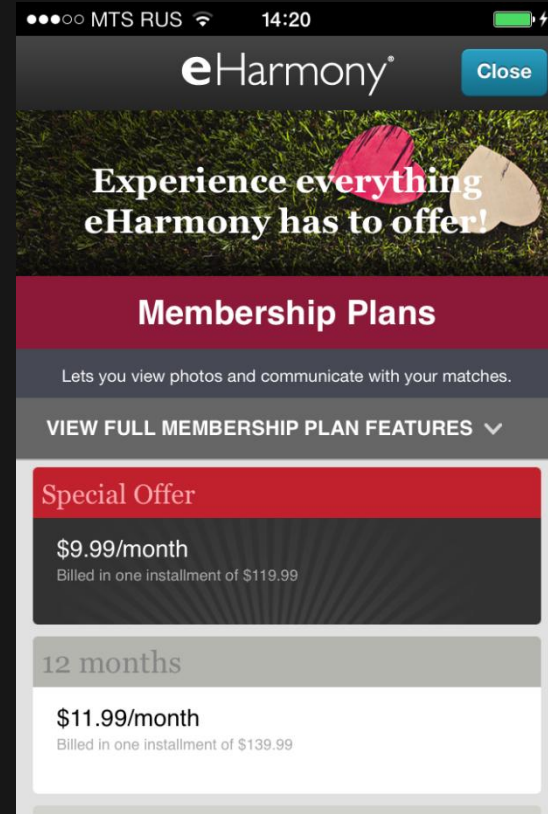 MTS RUS 14:20
eHarmony®
Close
Experience everything
eHarmony has to offer!
Membership Plans
Lets you view photos and communicate with your matches.
VIEW FULL MEMBERSHIP PLAN FEATURES
Special Offer
$9.99/month
Billed in one installment of $119.99
12 months
$11.99/month
Billed in one installment of $139.99